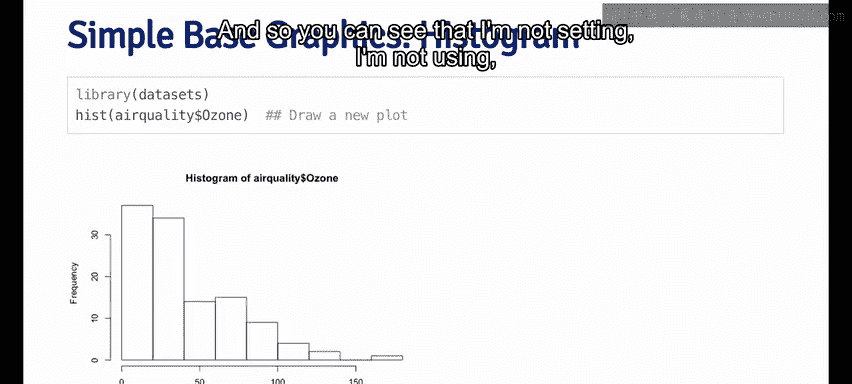 Simple Base Graphics: Histogram
And so you can see that I'm not setting,
I'm not using,
library(datasets)
hist(airquality$Ozone)  ## Draw a new plot
Histogram of airquality$Ozone
Frequency
30
20
10
0
0 50 100 150